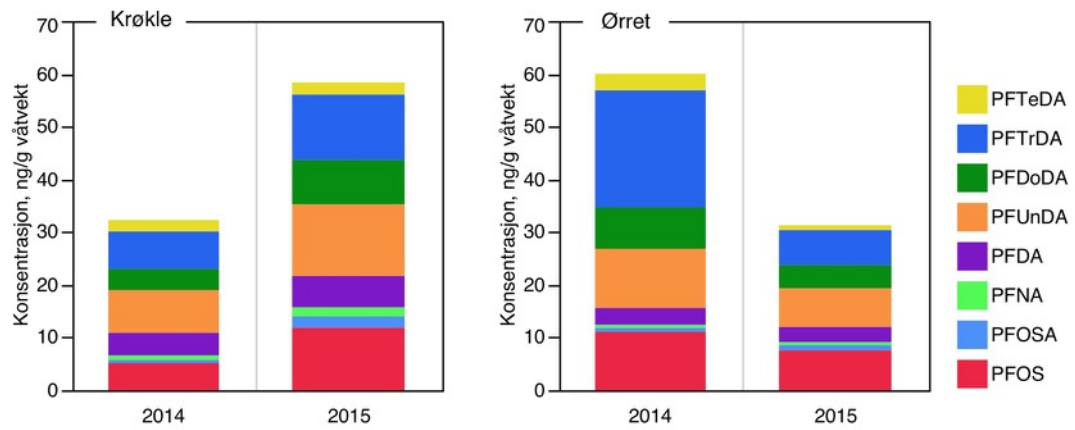 Krøkle
Konsentrasjon, ng/g våtvekt
70
60
50
40
30
20
10
0
2014
2015
Ørret
Konsentrasjon, ng/g våtvekt
70
60
50
40
30
20
10
0
2014
2015
PFTeDA
PFTrDA
PFDoDA
PFUnDA
PFDA
PFNA
PFOSA
PFOS